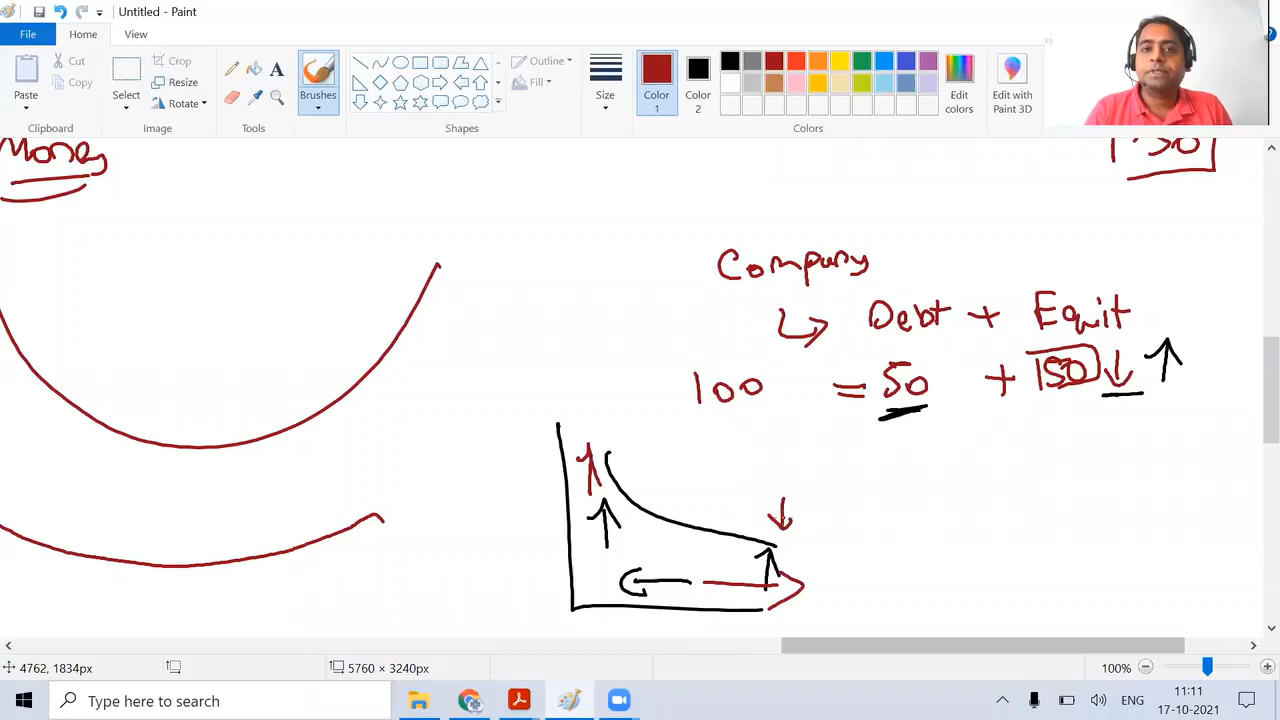 Untitled - Paint
File Home View
Paste
Cut
Copy
Clipboard
Select
Crop
Resize
Rotate
Image
Tools
Brushes
Outline
Fill
Shapes
Size
Color 1
Color 2
Edit colors
Colors
Edit with Paint 3D
Money
Company
Debt + Equit
100 = 50 +
4762, 1834px
5760 × 3240px
100%
Type here to search
ENG
11:11
17-10-2021